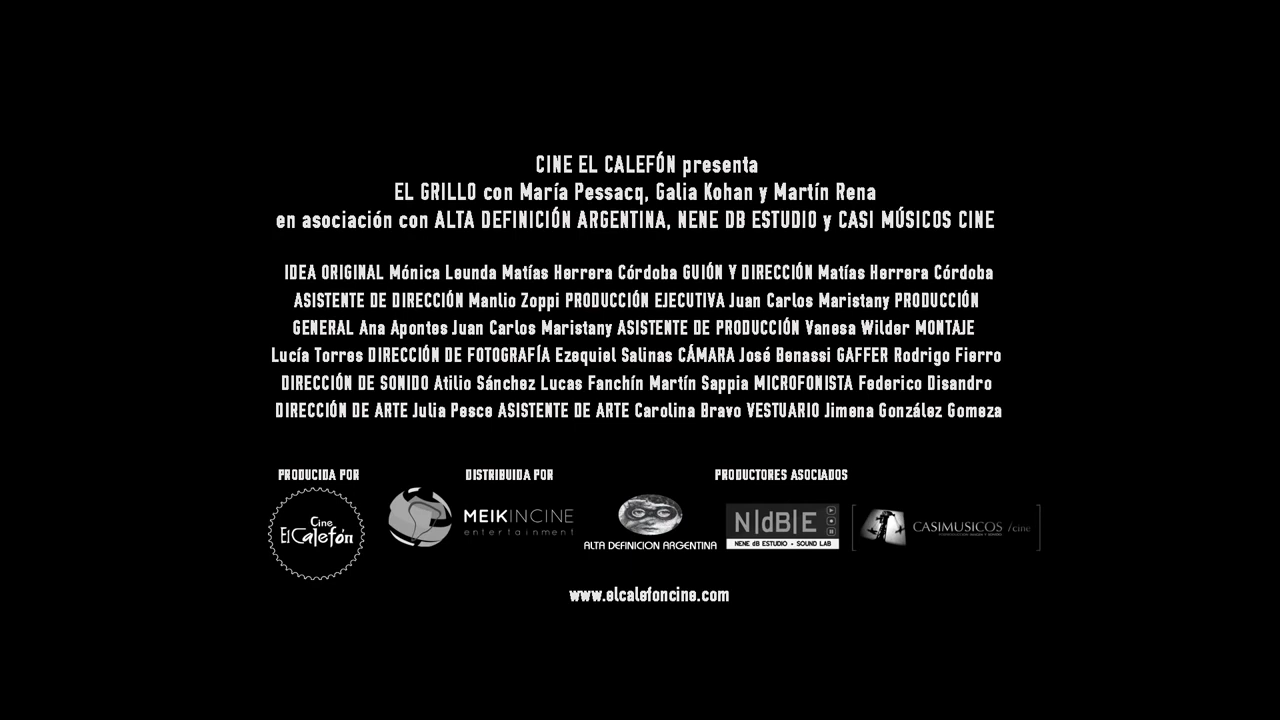 CINE EL CALEFÓN presenta
EL GRILLO con María Pessacq, Galia Kohan y Martín Rena
en asociación con ALTA DEFINICIÓN ARGENTINA, NENE DB ESTUDIO y CASI MÚSICOS CINE
IDEA ORIGINAL Mónica Leunda Matías Herrera Córdoba GUIÓN Y DIRECCIÓN Matías Herrera Córdoba
ASISTENTE DE DIRECCIÓN Manlio Zoppi PRODUCCIÓN EJECUTIVA Juan Carlos Maristany PRODUCCIÓN
GENERAL Ana Apontes Juan Carlos Maristany ASISTENTE DE PRODUCCIÓN Vanesa Wilder MONTAJE
Lucía Torres DIRECCIÓN DE FOTOGRAFÍA Ezequiel Salinas CÁMARA José Benassi GAFFER Rodrigo Fierro
DIRECCIÓN DE SONIDO Atilio Sánchez Lucas Fanchín Martín Sappia MICROFONISTA Federico Disandro
DIRECCIÓN DE ARTE Julia Pesce ASISTENTE DE ARTE Carolina Bravo VESTUARIO Jimena González Gomeza
PRODUCIDA POR DISTRIBUIDA POR PRODUCTORES ASOCIADOS
Cine
El Calefón
MEIKINCINE
entertainment
ALTA DEFINICION ARGENTINA
N|dB|E
NENE dB ESTUDIO - SOUND LAB
CASIMUSICOS /cine
www.elcalefoncine.com